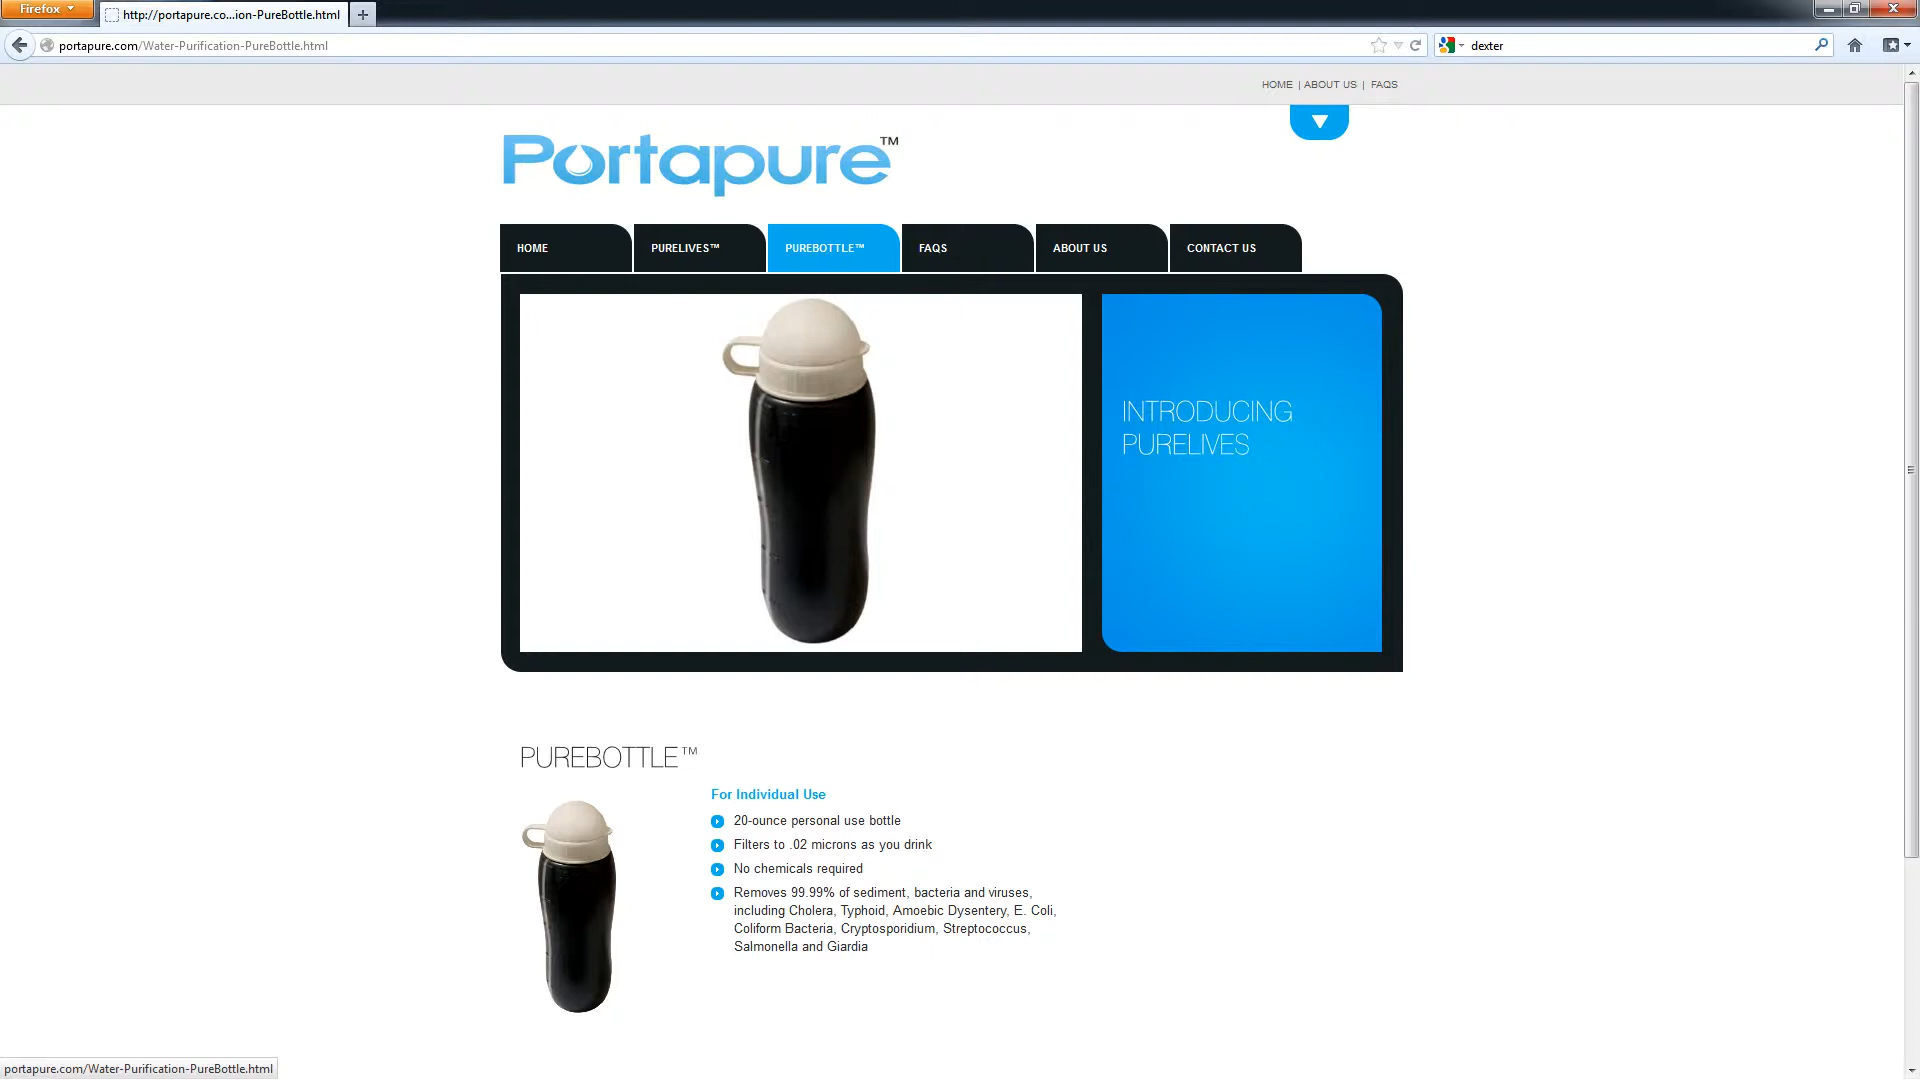 Firefox
http://portapure.co...ion-PureBottle.html
portapure.com/Water-Purification-PureBottle.html
dexter
HOME | ABOUT US | FAQS
Portapure™
HOME
PURELIVES™
PUREBOTTLE™
FAQS
ABOUT US
CONTACT US
INTRODUCING
PURELIVES
PUREBOTTLE™
For Individual Use
20-ounce personal use bottle
Filters to .02 microns as you drink
No chemicals required
Removes 99.99% of sediment, bacteria and viruses,
including Cholera, Typhoid, Amoebic Dysentery, E. Coli,
Coliform Bacteria, Cryptosporidium, Streptococcus,
Salmonella and Giardia
portapure.com/Water-Purification-PureBottle.html